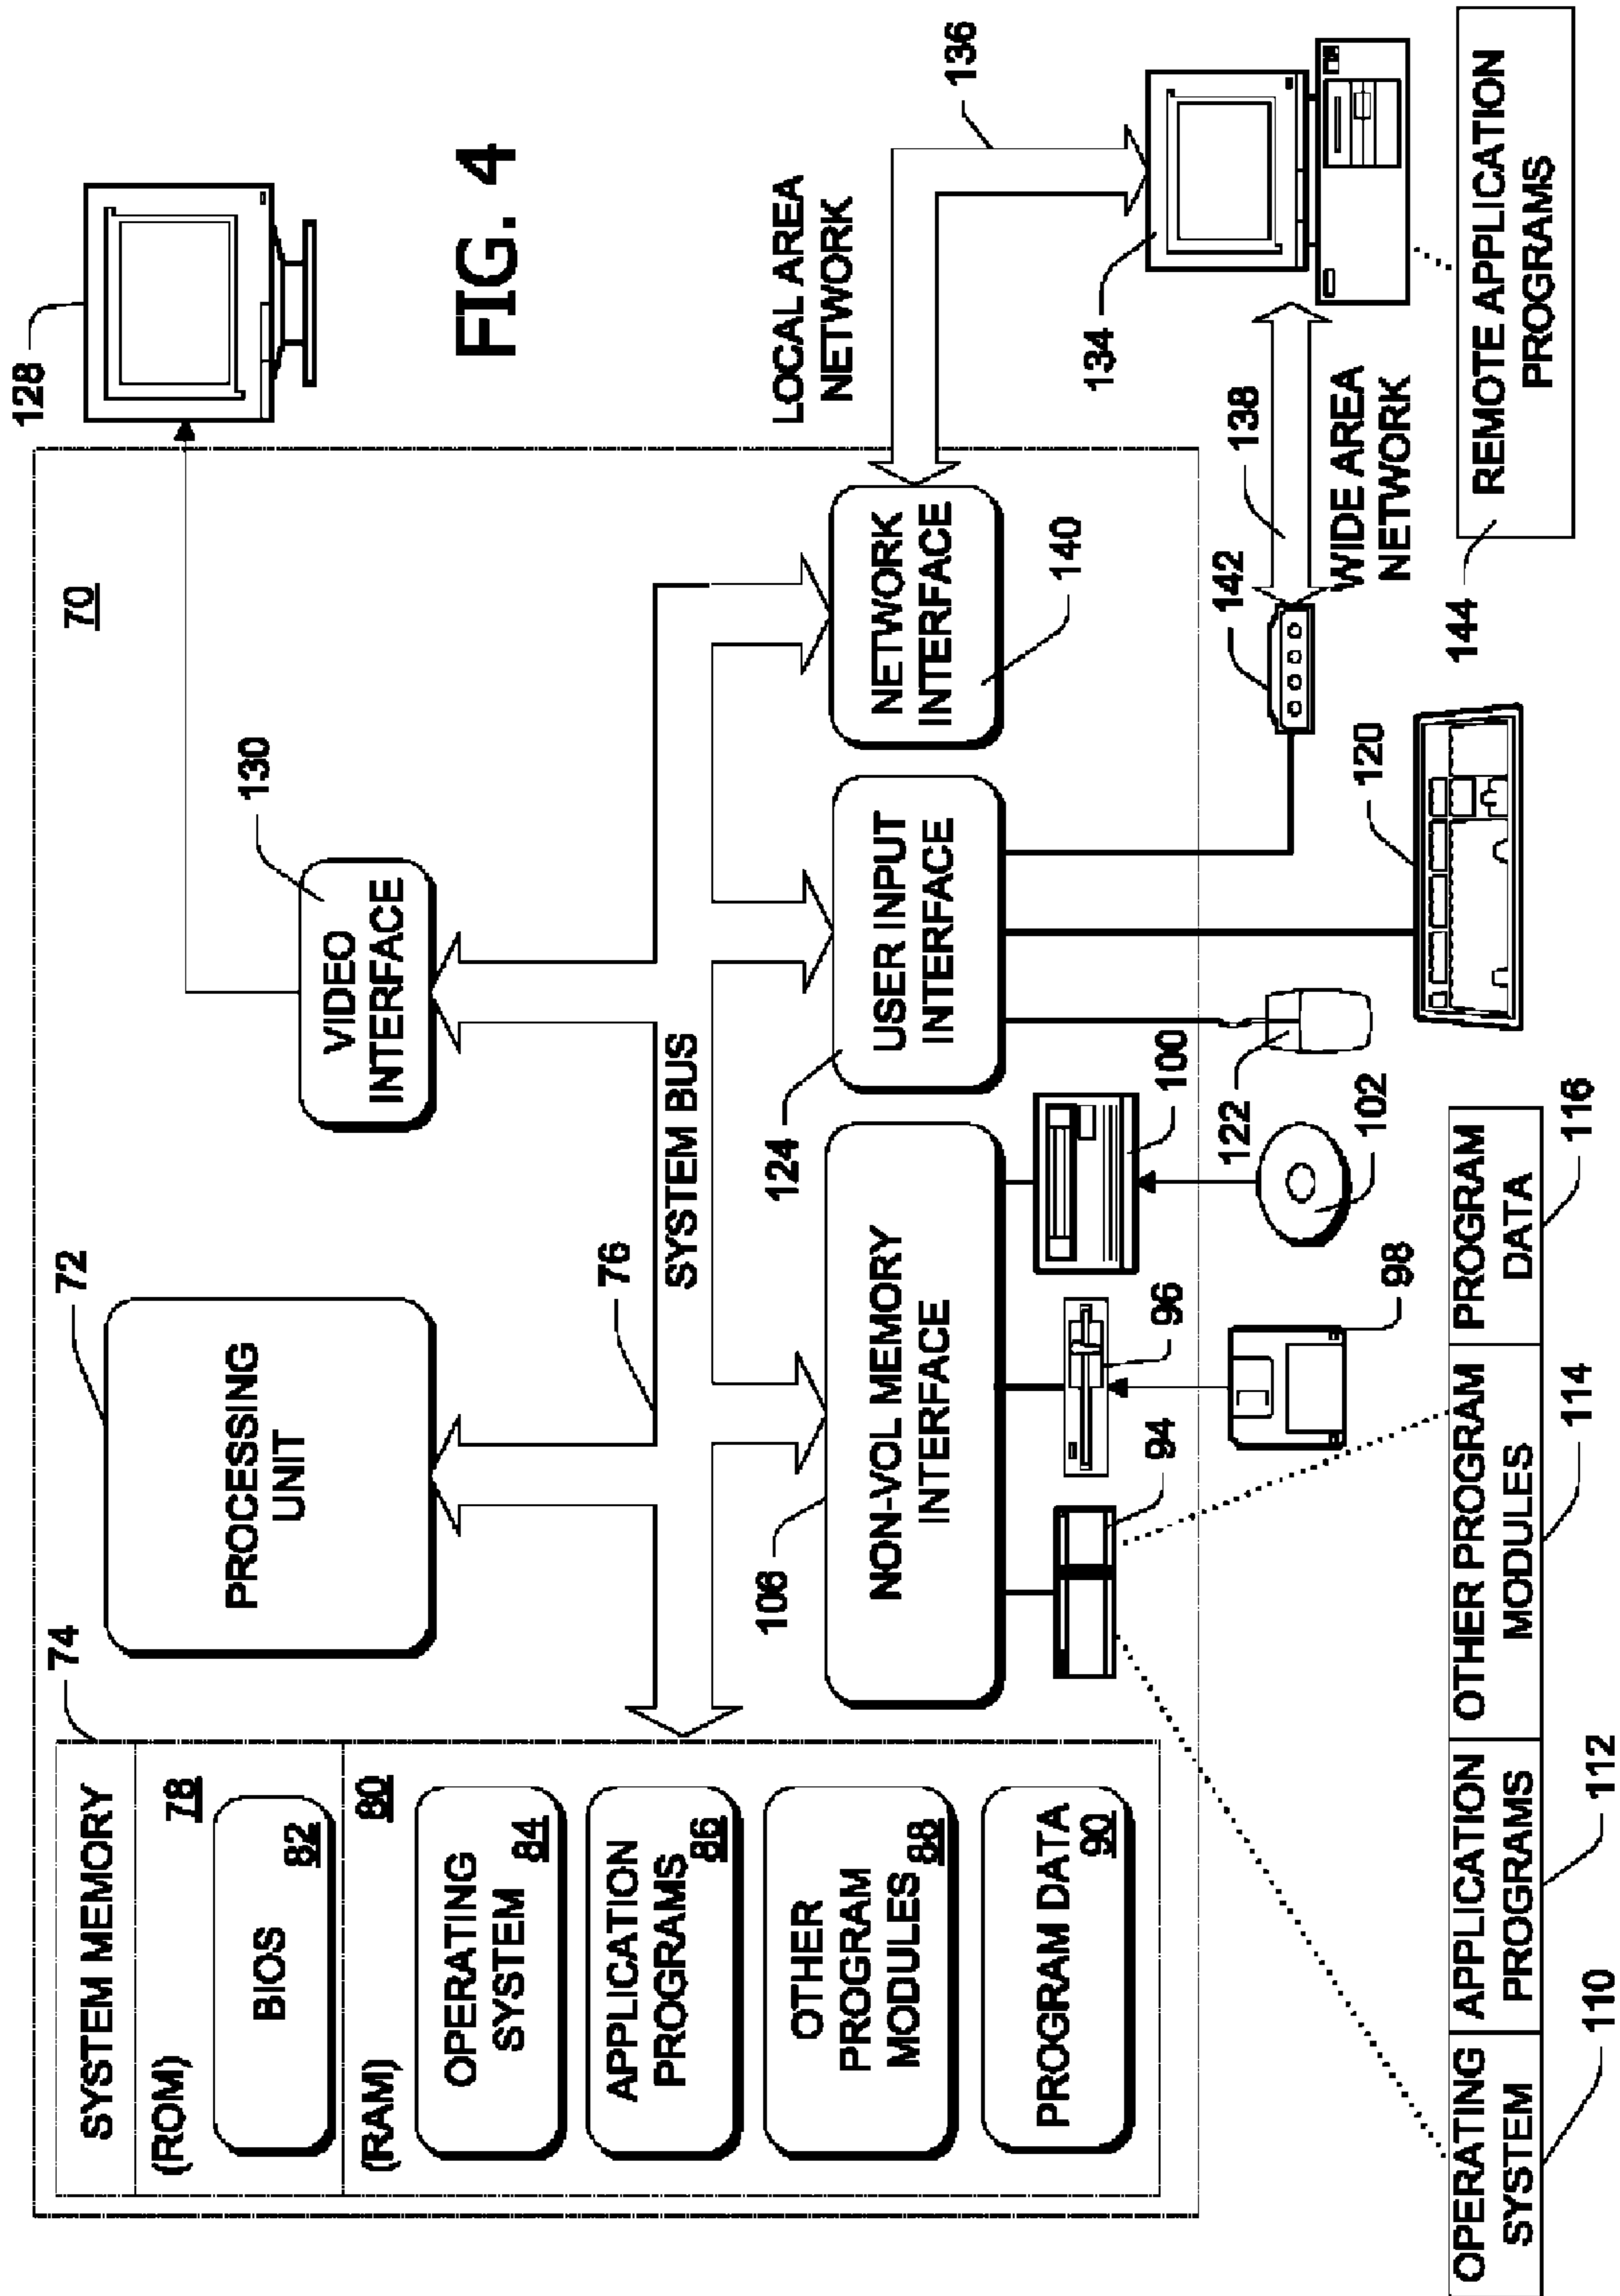 128
FIG. 4
70
74
SYSTEM MEMORY
(ROM)
78
BIOS
82
(RAM)
80
OPERATING
SYSTEM
84
APPLICATION
PROGRAMS
86
OTHER
PROGRAM
MODULES
88
PROGRAM DATA
90
72
PROCESSING
UNIT
130
VIDEO
INTERFACE
76
SYSTEM BUS
106
NON-VOL MEMORY
INTERFACE
124
USER INPUT
INTERFACE
NETWORK
INTERFACE
140
LOCAL AREA
NETWORK
136
134
94
96
100
98
102
122
120
142
138
WIDE AREA
NETWORK
144
REMOTE APPLICATION
PROGRAMS
OPERATING
SYSTEM
APPLICATION
PROGRAMS
OTHER PROGRAM
MODULES
PROGRAM
DATA
110
112
114
116